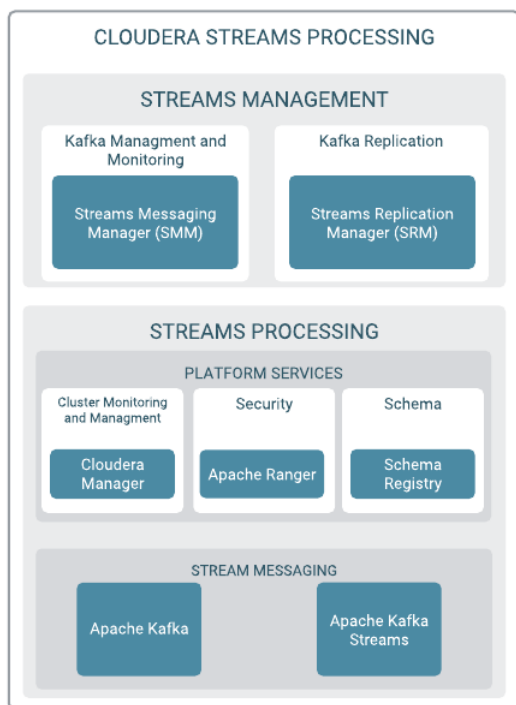 CLOUDERA STREAMS PROCESSING
STREAMS MANAGEMENT
Kafka Managment and
Monitoring
Streams Messaging
Manager (SMM)
Kafka Replication
Streams Replication
Manager (SRM)
STREAMS PROCESSING
PLATFORM SERVICES
Cluster Monitoring
and Managment
Cloudera
Manager
Security
Apache Ranger
Schema
Schema
Registry
STREAM MESSAGING
Apache Kafka
Apache Kafka
Streams